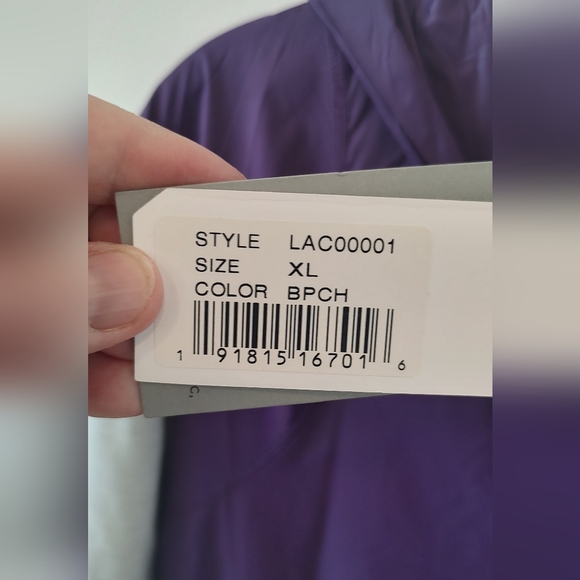 STYLE LAC00001
SIZE XL
COLOR BPCH
1 91815 16701 6
C.